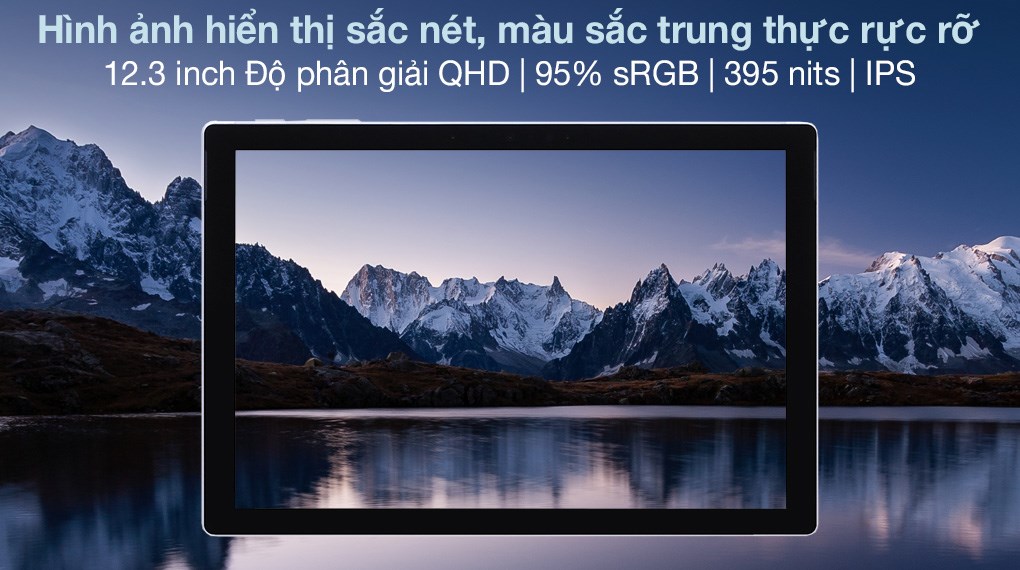 Hình ảnh hiển thị sắc nét, màu sắc trung thực rực rỡ
12.3 inch Độ phân giải QHD | 95% sRGB | 395 nits | IPS